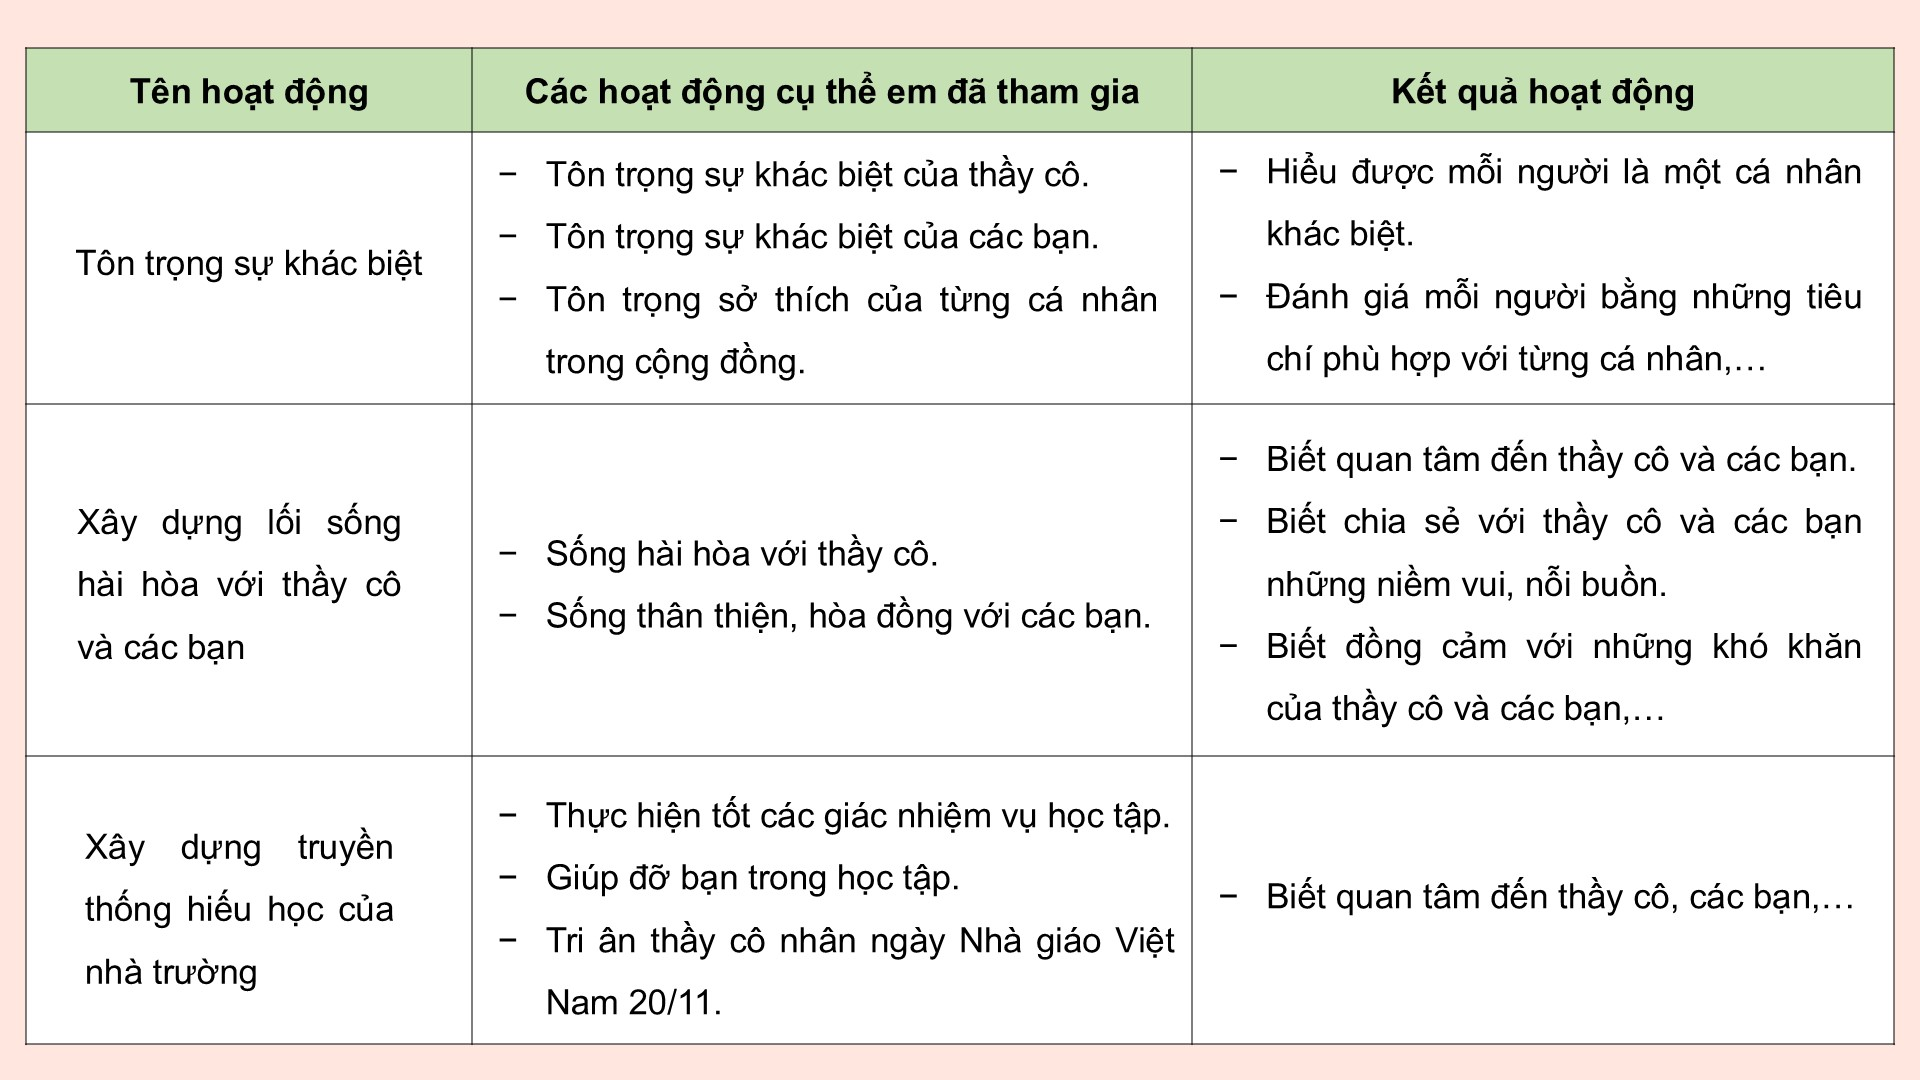 Tên hoạt động
Các hoạt động cụ thể em đã tham gia
Kết quả hoạt động
Tôn trọng sự khác biệt
− Tôn trọng sự khác biệt của thầy cô.
− Tôn trọng sự khác biệt của các bạn.
− Tôn trọng sở thích của từng cá nhân
trong cộng đồng.
− Hiểu được mỗi người là một cá nhân
khác biệt.
− Đánh giá mỗi người bằng những tiêu
chí phù hợp với từng cá nhân,…
Xây dựng lối sống
hài hòa với thầy cô
và các bạn
− Sống hài hòa với thầy cô.
− Sống thân thiện, hòa đồng với các bạn.
− Biết quan tâm đến thầy cô và các bạn.
− Biết chia sẻ với thầy cô và các bạn
những niềm vui, nỗi buồn.
− Biết đồng cảm với những khó khăn
của thầy cô và các bạn,…
Xây dựng truyền
thống hiếu học của
nhà trường
− Thực hiện tốt các giác nhiệm vụ học tập.
− Giúp đỡ bạn trong học tập.
− Tri ân thầy cô nhân ngày Nhà giáo Việt
Nam 20/11.
− Biết quan tâm đến thầy cô, các bạn,…